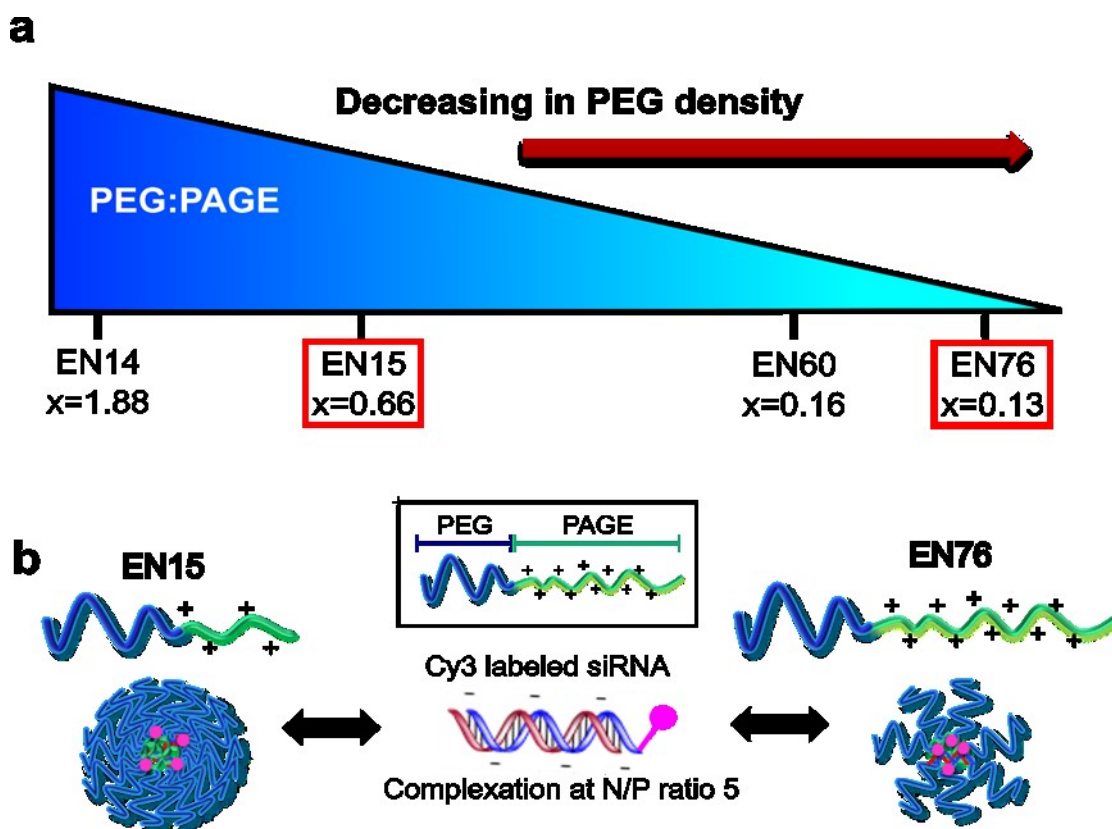 a
Decreasing in PEG density
PEG:PAGE
EN14
x=1.88
EN15
x=0.66
EN60
x=0.16
EN76
x=0.13
b
EN15
PEG
PAGE
EN76
Cy3 labeled siRNA
Complexation at N/P ratio 5